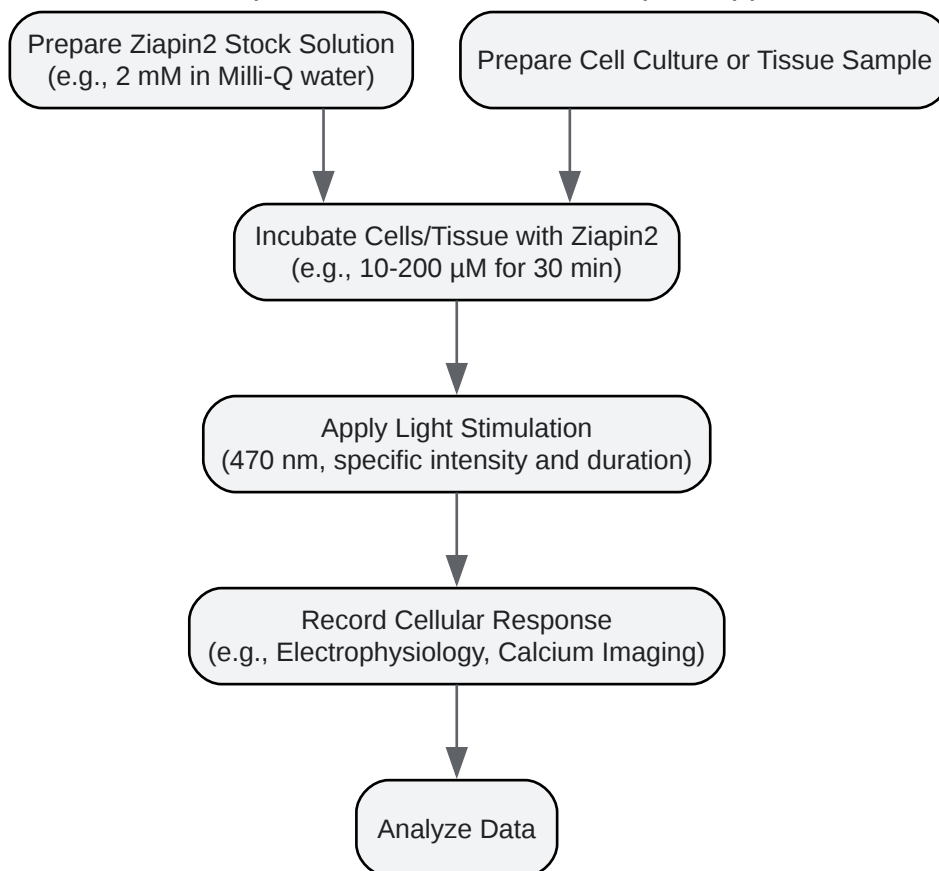 Prepare Ziapin2 Stock Solution
(e.g., 2 mM in Milli-Q water)
Prepare Cell Culture or Tissue Sample
Incubate Cells/Tissue with Ziapin2
(e.g., 10-200 µM for 30 min)
Apply Light Stimulation
(470 nm, specific intensity and duration)
Record Cellular Response
(e.g., Electrophysiology, Calcium Imaging)
Analyze Data